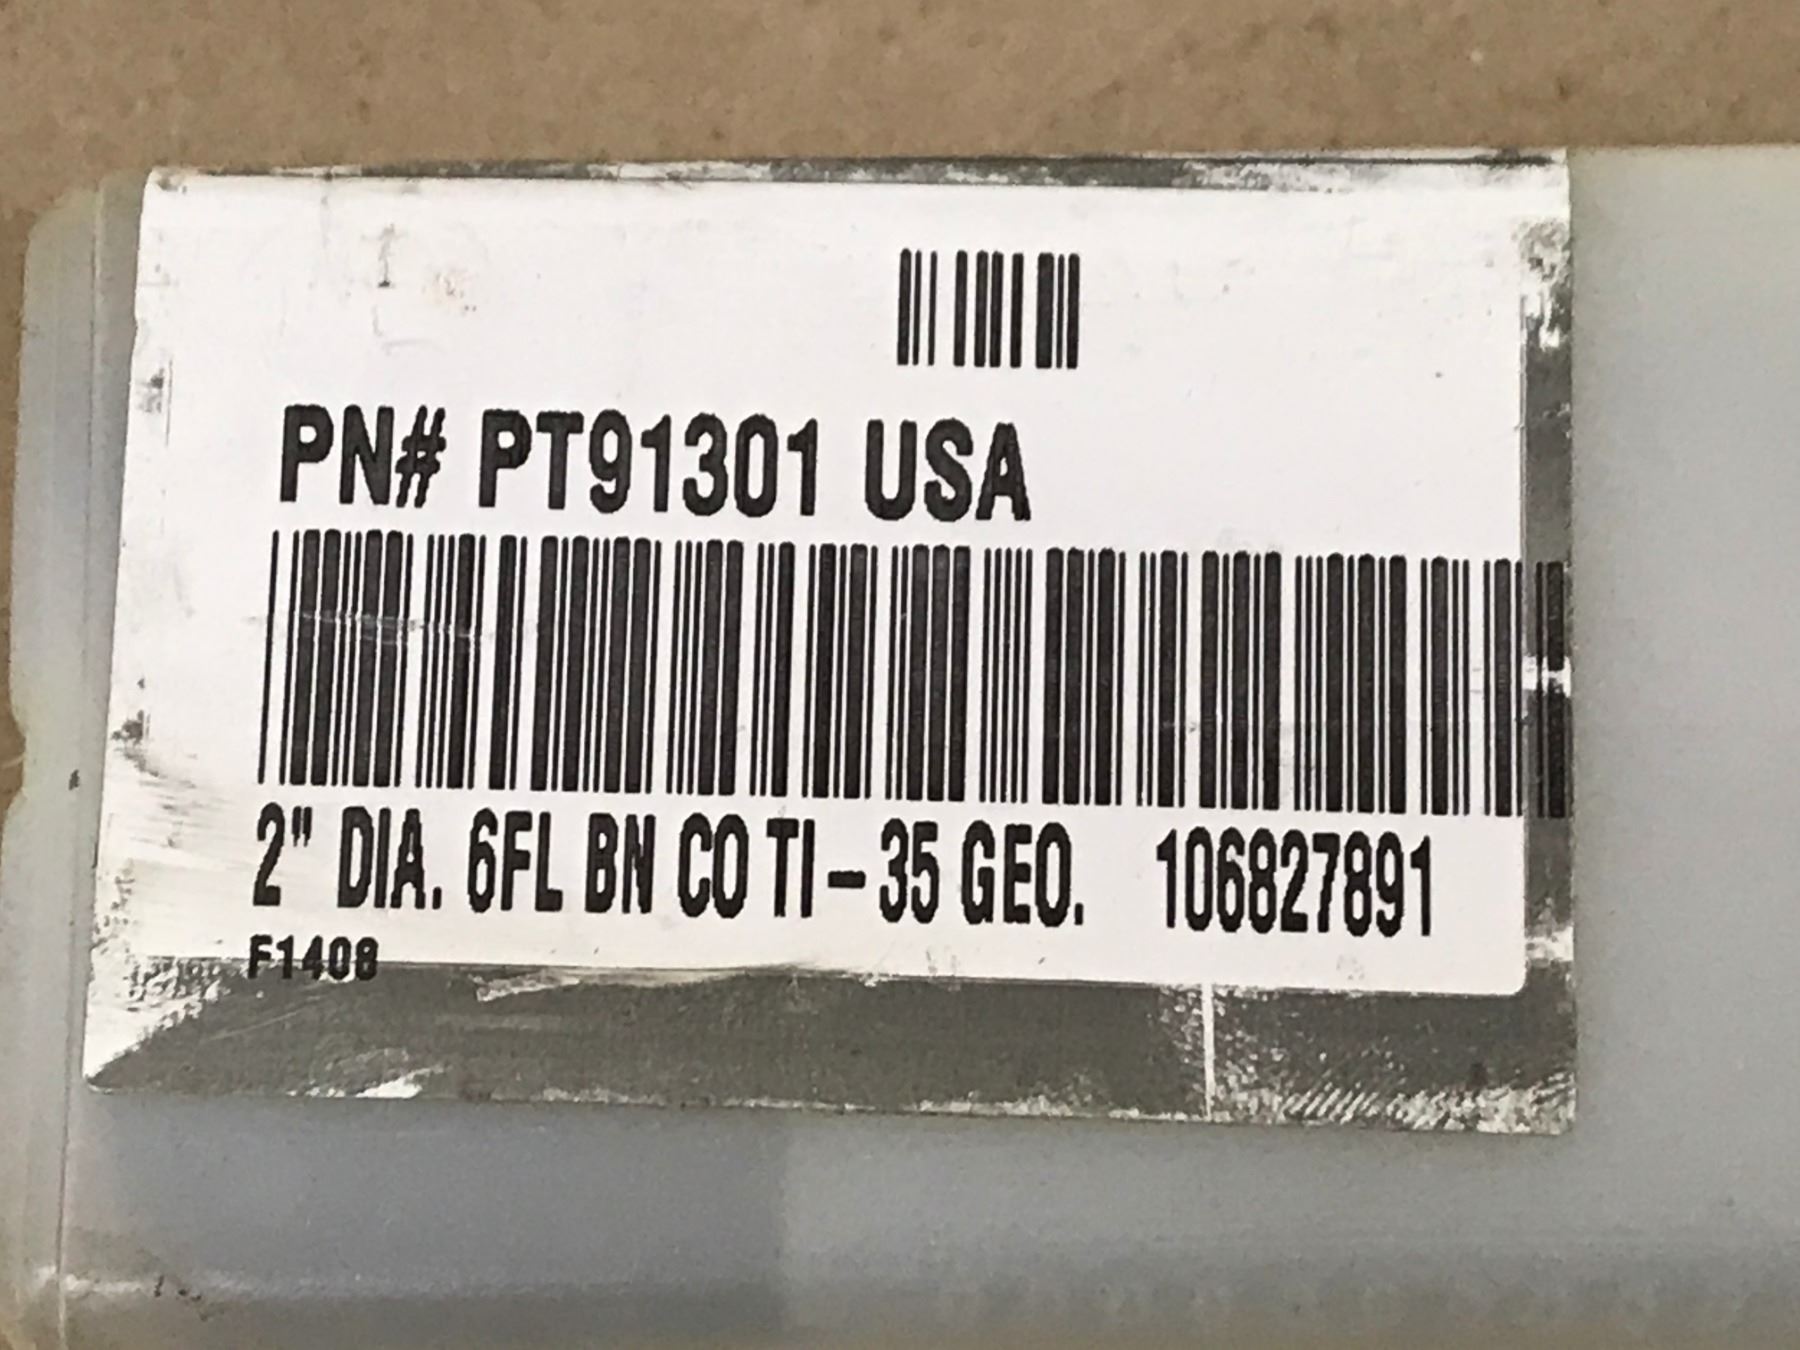 PN# PT91301 USA
2" DIA. 6FL BN CO TI - 35 GEO. 106827891
F1408